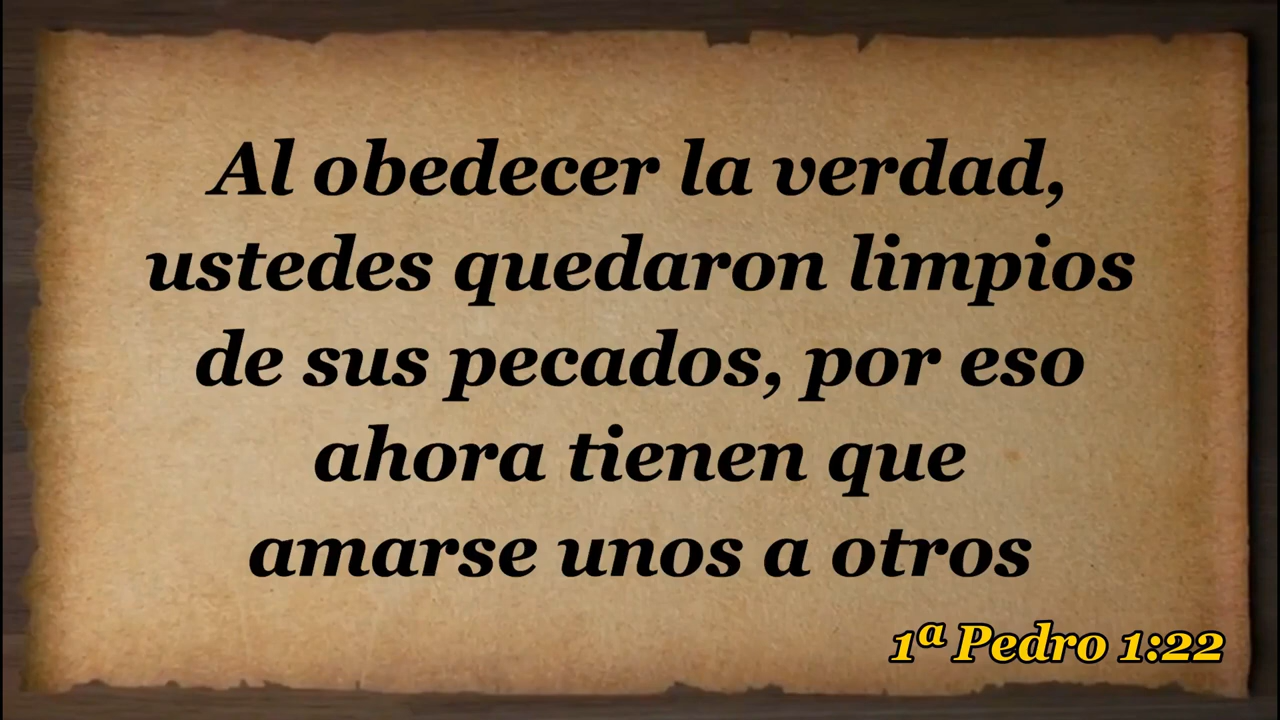 Al obedecer la verdad,
ustedes quedaron limpios
de sus pecados, por eso
ahora tienen que
amarse unos a otros
1ª Pedro 1:22